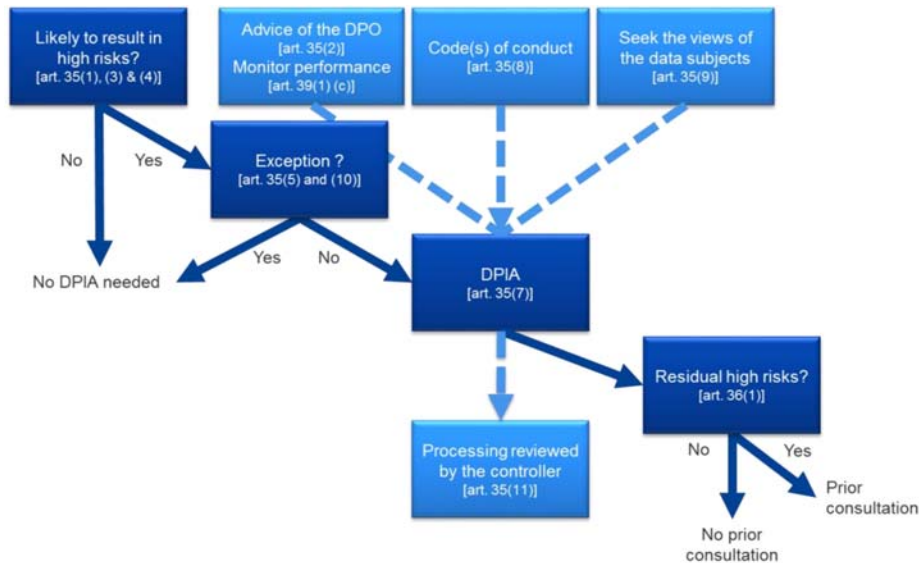 Likely to result in
high risks?
[art. 35(1), (3) & (4)]
Advice of the DPO
[art. 35(2)]
Monitor performance
[art. 39(1) (c)]
Code(s) of conduct
[art. 35(8)]
Seek the views of
the data subjects
[art. 35(9)]
No
Yes
Exception ?
[art. 35(5) and (10)]
Yes
No
No DPIA needed
DPIA
[art. 35(7)]
Residual high risks?
[art. 36(1)]
Processing reviewed
by the controller
[art. 35(11)]
No
Yes
Prior
consultation
No prior
consultation